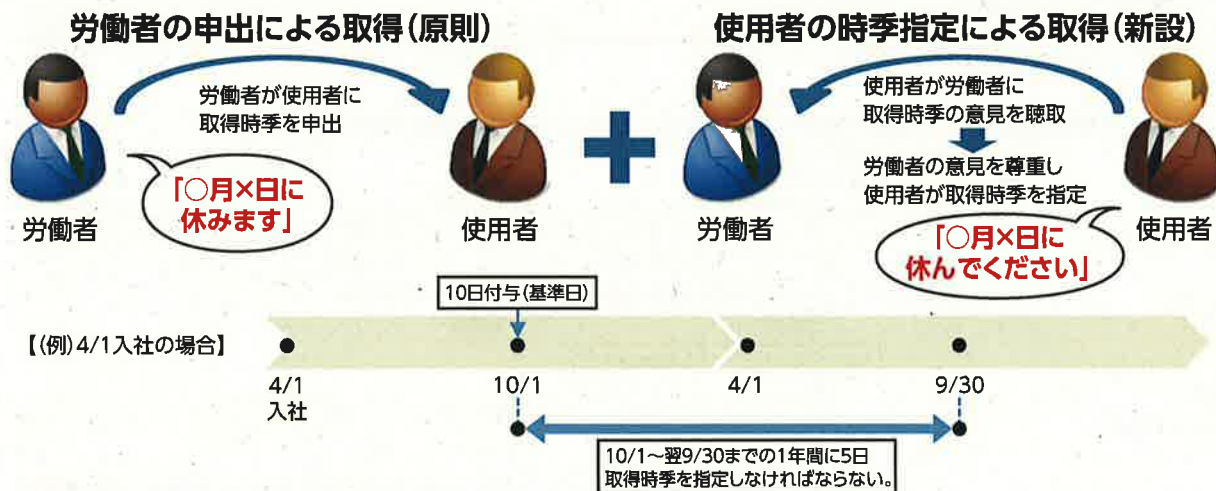 労働者の申出による取得(原則)
労働者が使用者に
取得時季を申出
「○月×日に
休みます」
労働者
使用者
使用者の時季指定による取得(新設)
使用者が労働者に
取得時季の意見を聴取
労働者の意見を尊重し
使用者が取得時季を指定
「○月×日に
休んでください」
労働者
使用者
10日付与(基準日)
【(例)4/1入社の場合】
4/1
入社
10/1
4/1
9/30
10/1～翌9/30までの1年間に5日
取得時季を指定しなければならない。